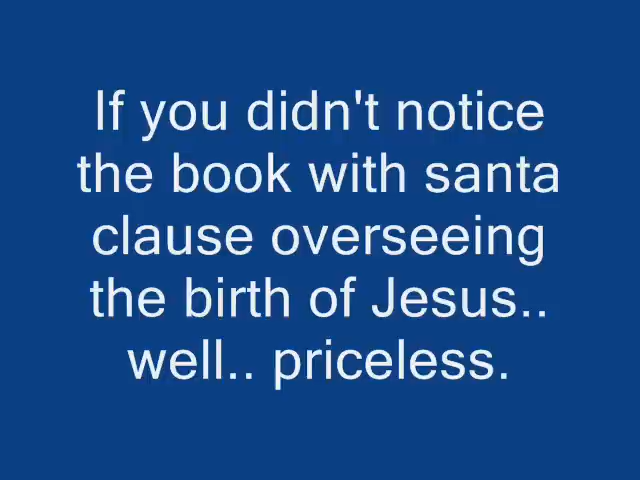 If you didn't notice
the book with santa
clause overseeing
the birth of Jesus..
well.. priceless.